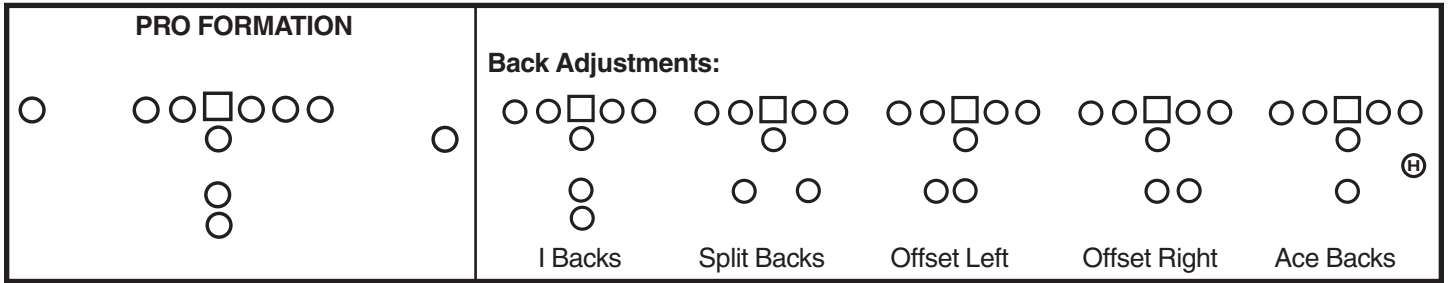 PRO FORMATION
Back Adjustments:
H
I Backs
Split Backs
Offset Left
Offset Right
Ace Backs